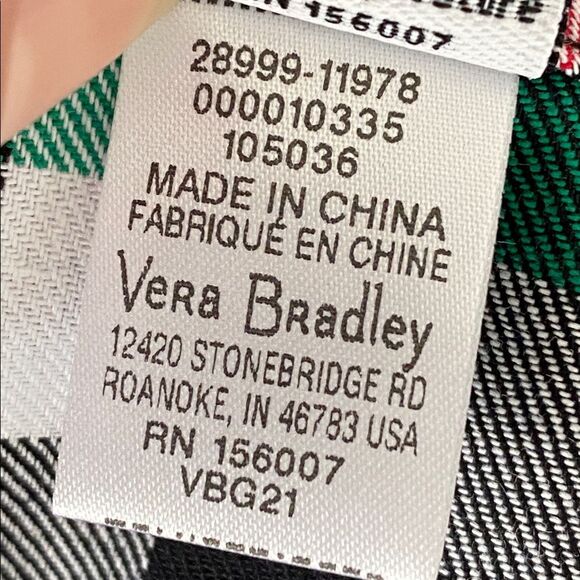 156007
28999-11978
000010335
105036
MADE IN CHINA
FABRIQUÉ EN CHINE
Vera Bradley
12420 STONEBRIDGE RD
ROANOKE, IN 46783 USA
RN 156007
VBG21